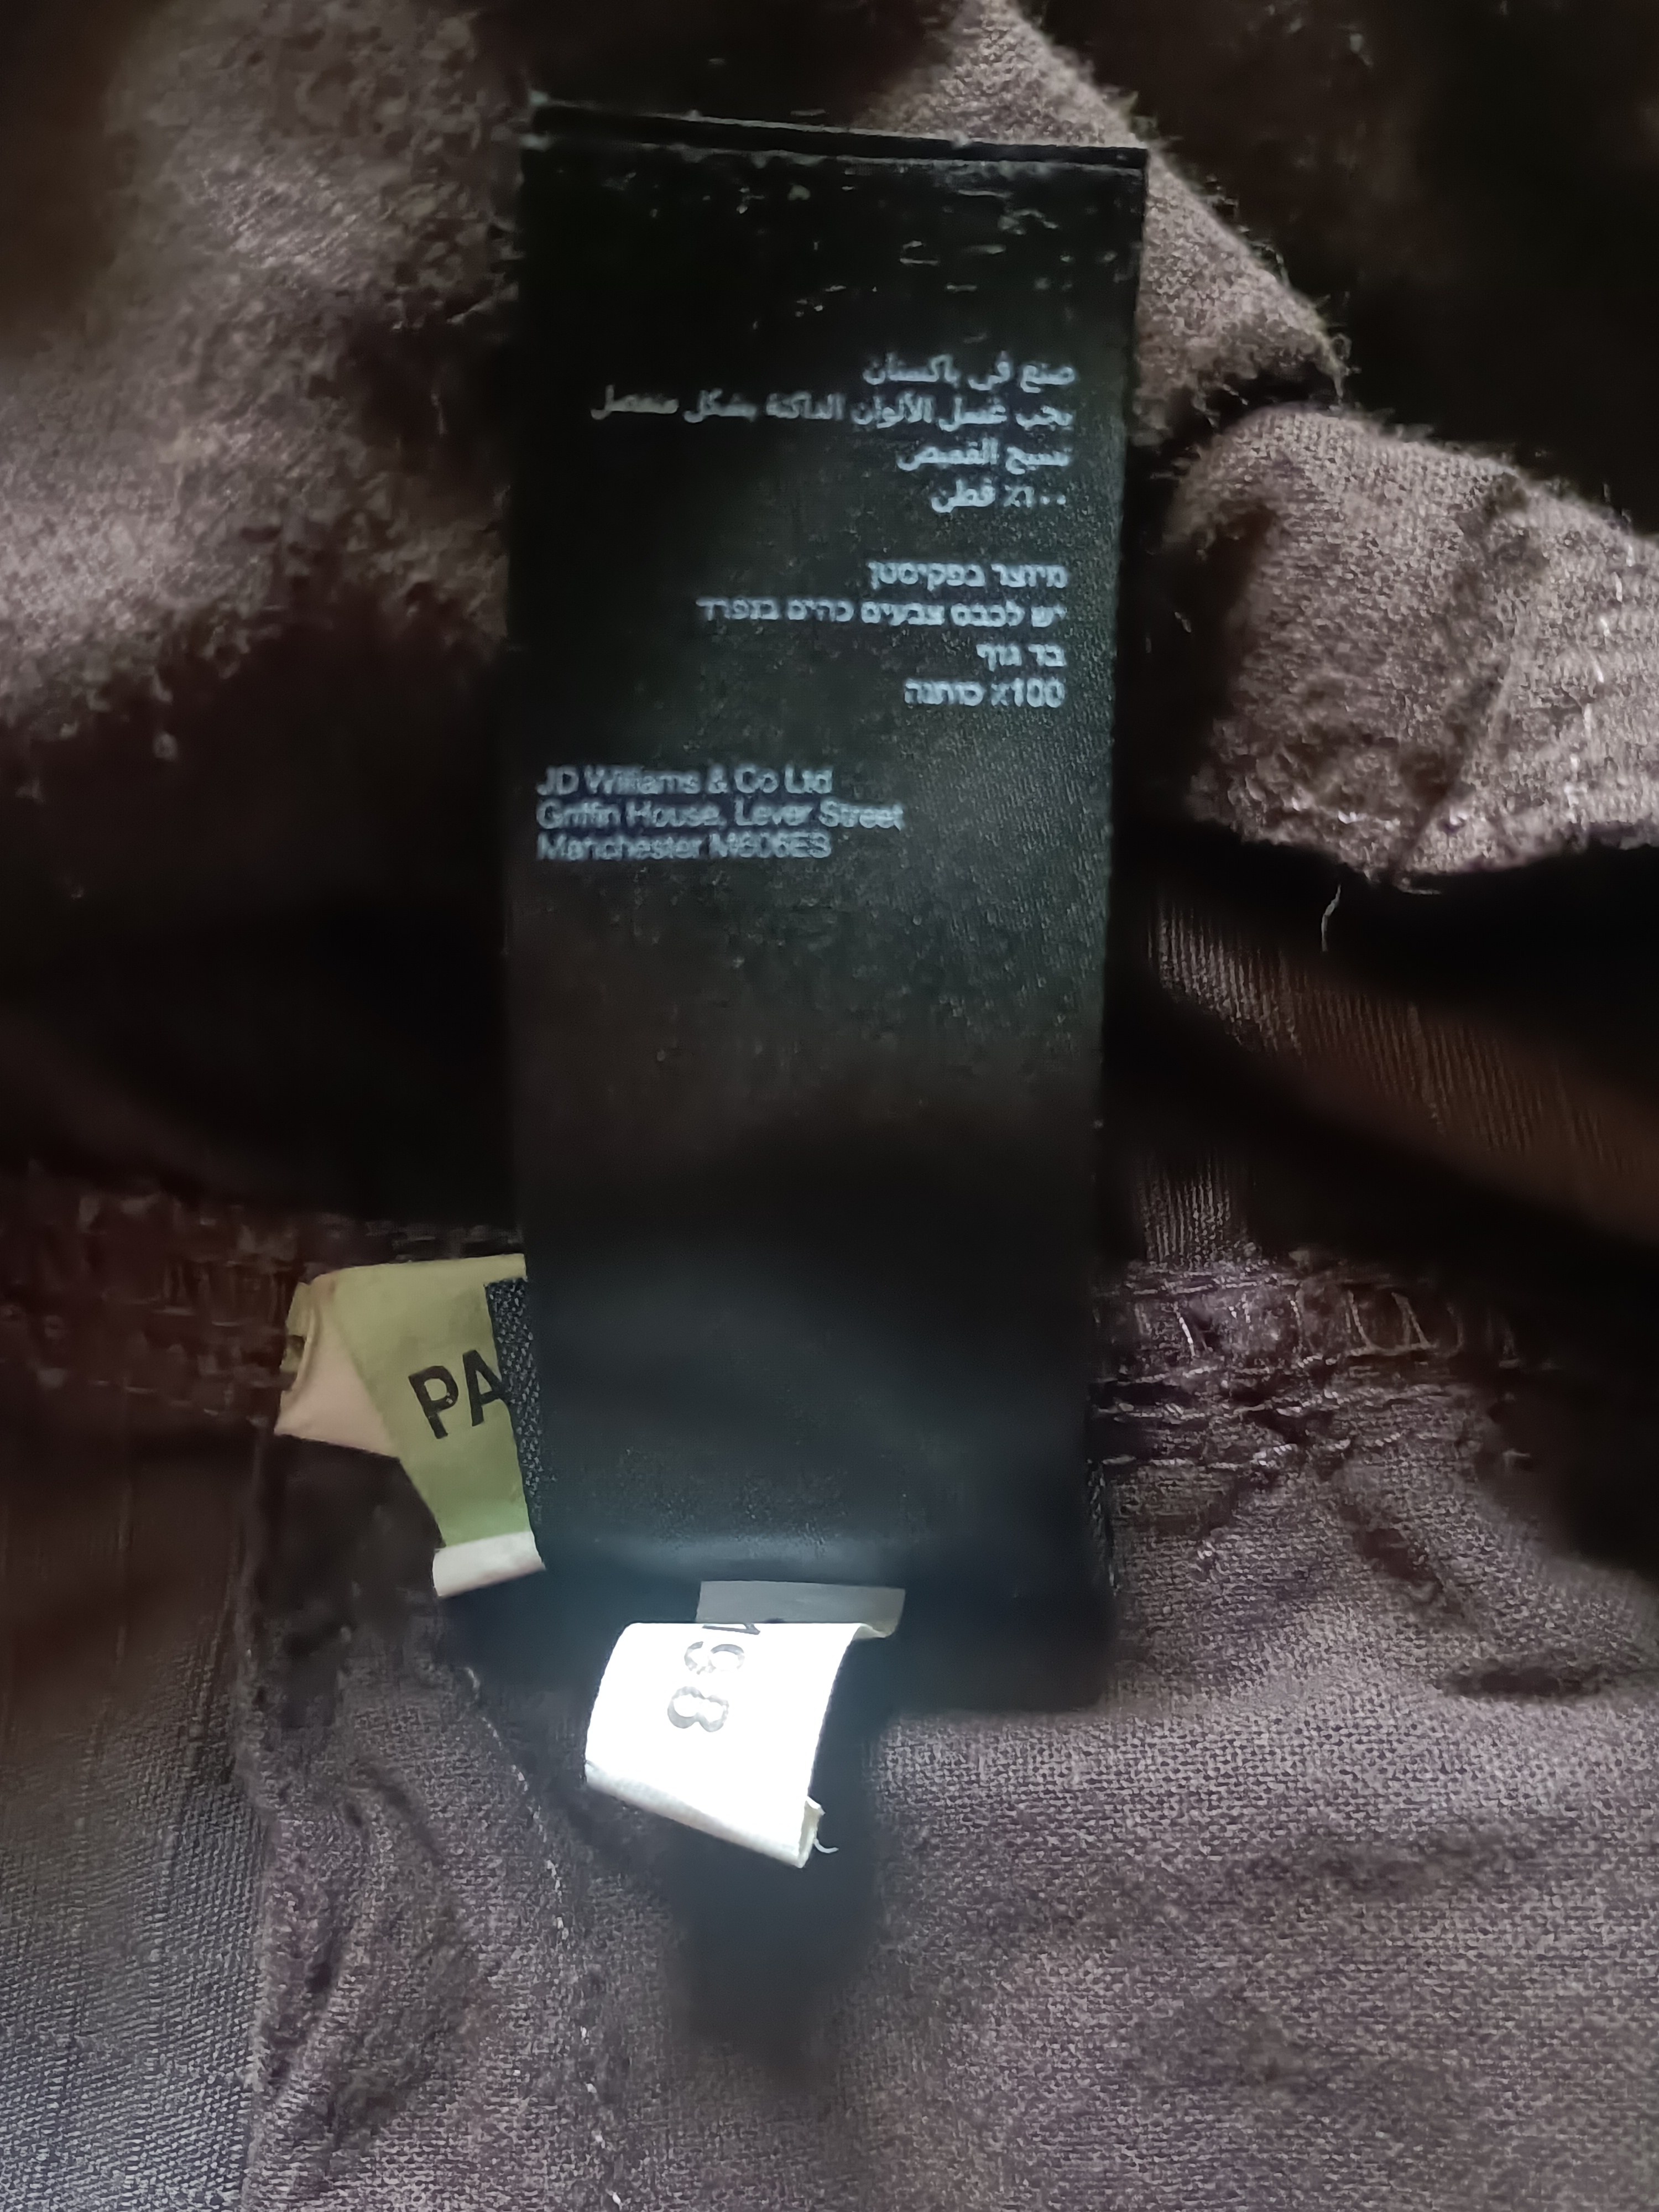 صنع في باكستان
يجب غسل الألوان الداكنة بشكل منفصل
نسيج القميص
٪١٠٠ قطن
מיוצר בפקיסטן
יש לכבס צבעים כהים בנפרד
בד גוף
٪100 כותנה
JD Williams & Co Ltd
Griffin House, Lever Street
Manchester M606ES
PA